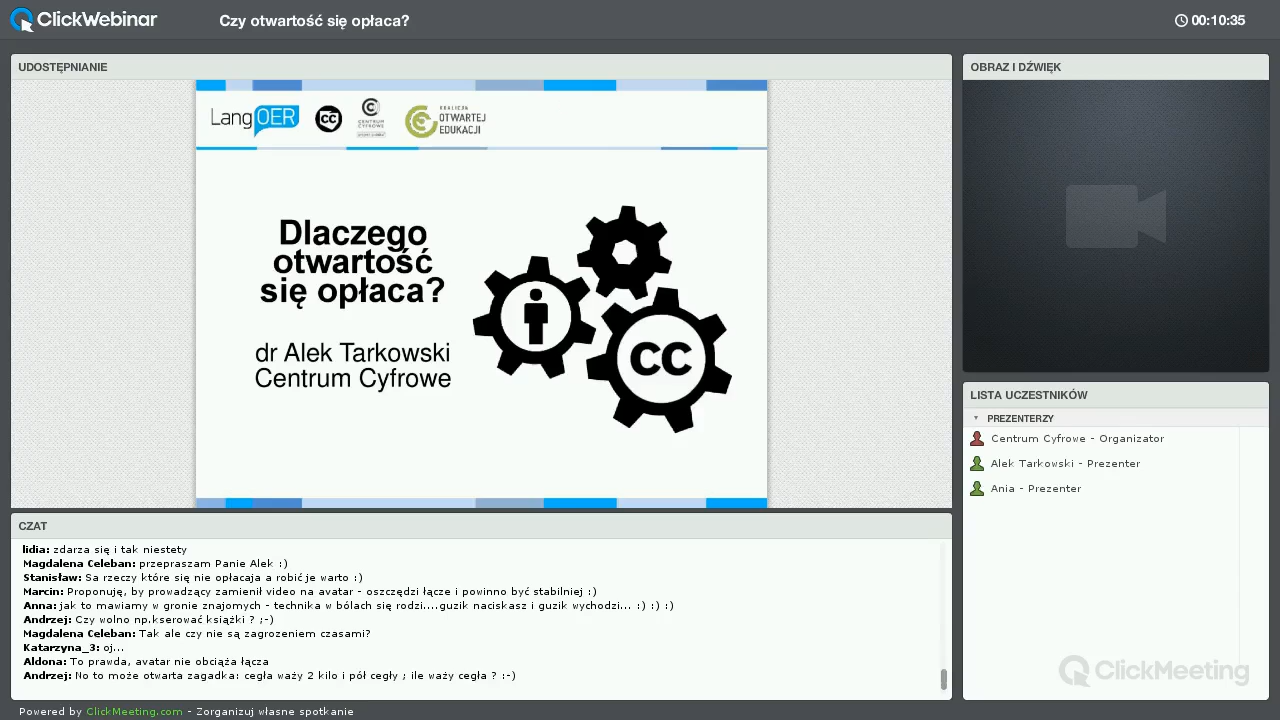 ClickWebinar
Czy otwartość się opłaca?
00:10:35
UDOSTĘPNIANIE
LangOER
cc
CENTRUM
CYFROWE
KOALICJA
OTWARTEJ
EDUKACJI
Dlaczego
otwartość
się opłaca?
dr Alek Tarkowski
Centrum Cyfrowe
CC
OBRAZ I DŹWIĘK
LISTA UCZESTNIKÓW
PREZENTERZY
Centrum Cyfrowe - Organizator
Alek Tarkowski - Prezenter
Ania - Prezenter
CZAT
lidia: zdarza się i tak niestety
Magdalena Celeban: przepraszam Panie Alek :)
Stanisław: Sa rzeczy które się nie opłacaja a robić je warto :)
Marcin: Proponuję, by prowadzący zamienił video na avatar - oszczędzi łącze i powinno być stabilniej :)
Anna: jak to mawiamy w gronie znajomych - technika w bólach się rodzi....guzik naciskasz i guzik wychodzi... :) :) :)
Andrzej: Czy wolno np.kserować książki ? ;-)
Magdalena Celeban: Tak ale czy nie są zagrozeniem czasami?
Katarzyna_3: oj...
Aldona: To prawda, avatar nie obciąża łącza
Andrzej: No to może otwarta zagadka: cegła waży 2 kilo i pół cegły ; ile waży cegła ? :-)
ClickMeeting
Powered by ClickMeeting.com - Zorganizuj własne spotkanie